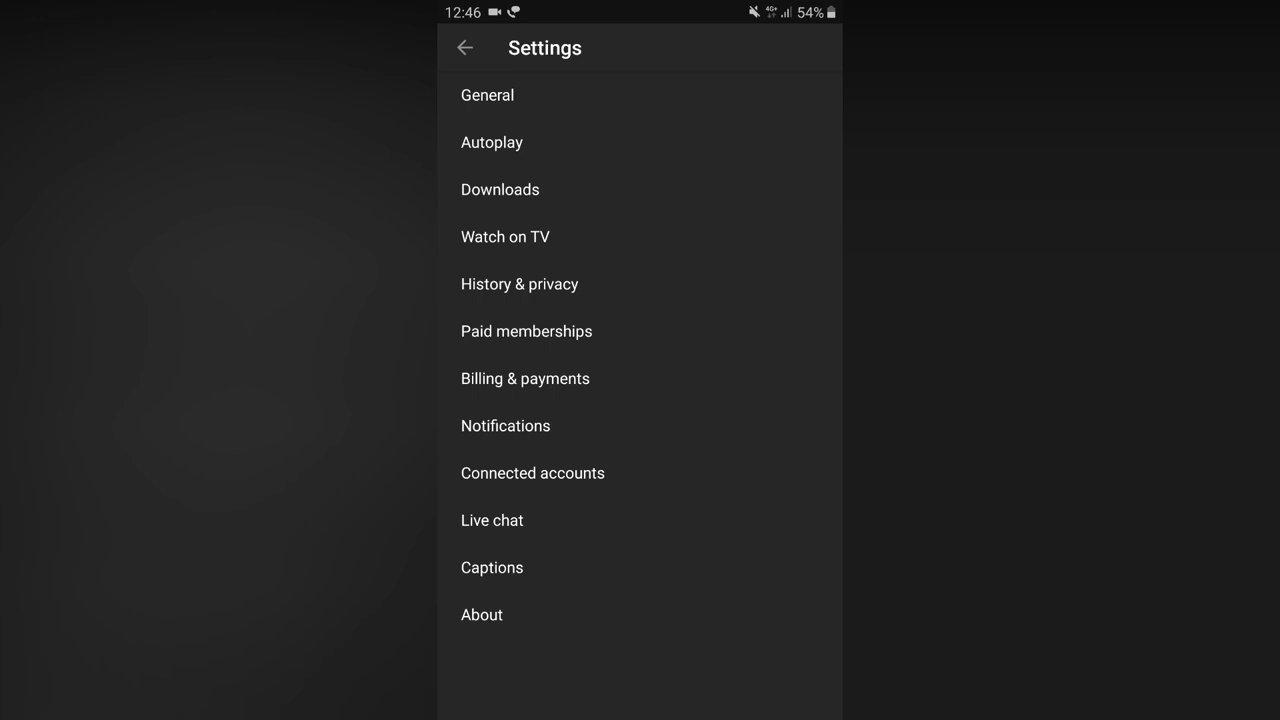 12:46 4G+ 54%
Settings
General
Autoplay
Downloads
Watch on TV
History & privacy
Paid memberships
Billing & payments
Notifications
Connected accounts
Live chat
Captions
About